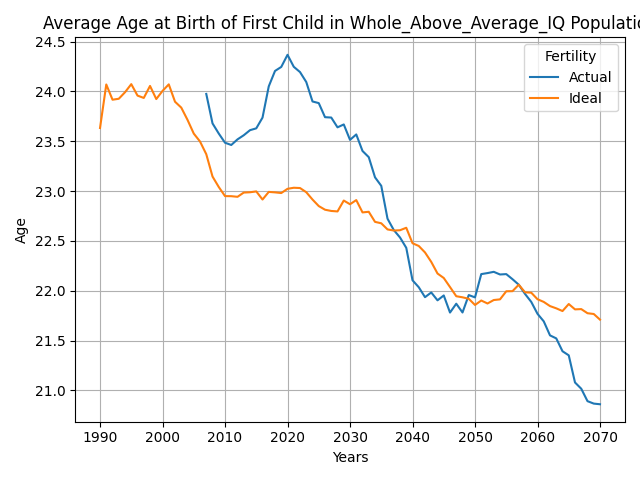 Average Age at Birth of First Child in Whole_Above_Average_IQ Populatio
24.5
24.0
23.5
23.0
22.5
22.0
21.5
21.0
Age
Fertility
Actual
Ideal
1990 2000 2010 2020 2030 2040 2050 2060 2070
Years